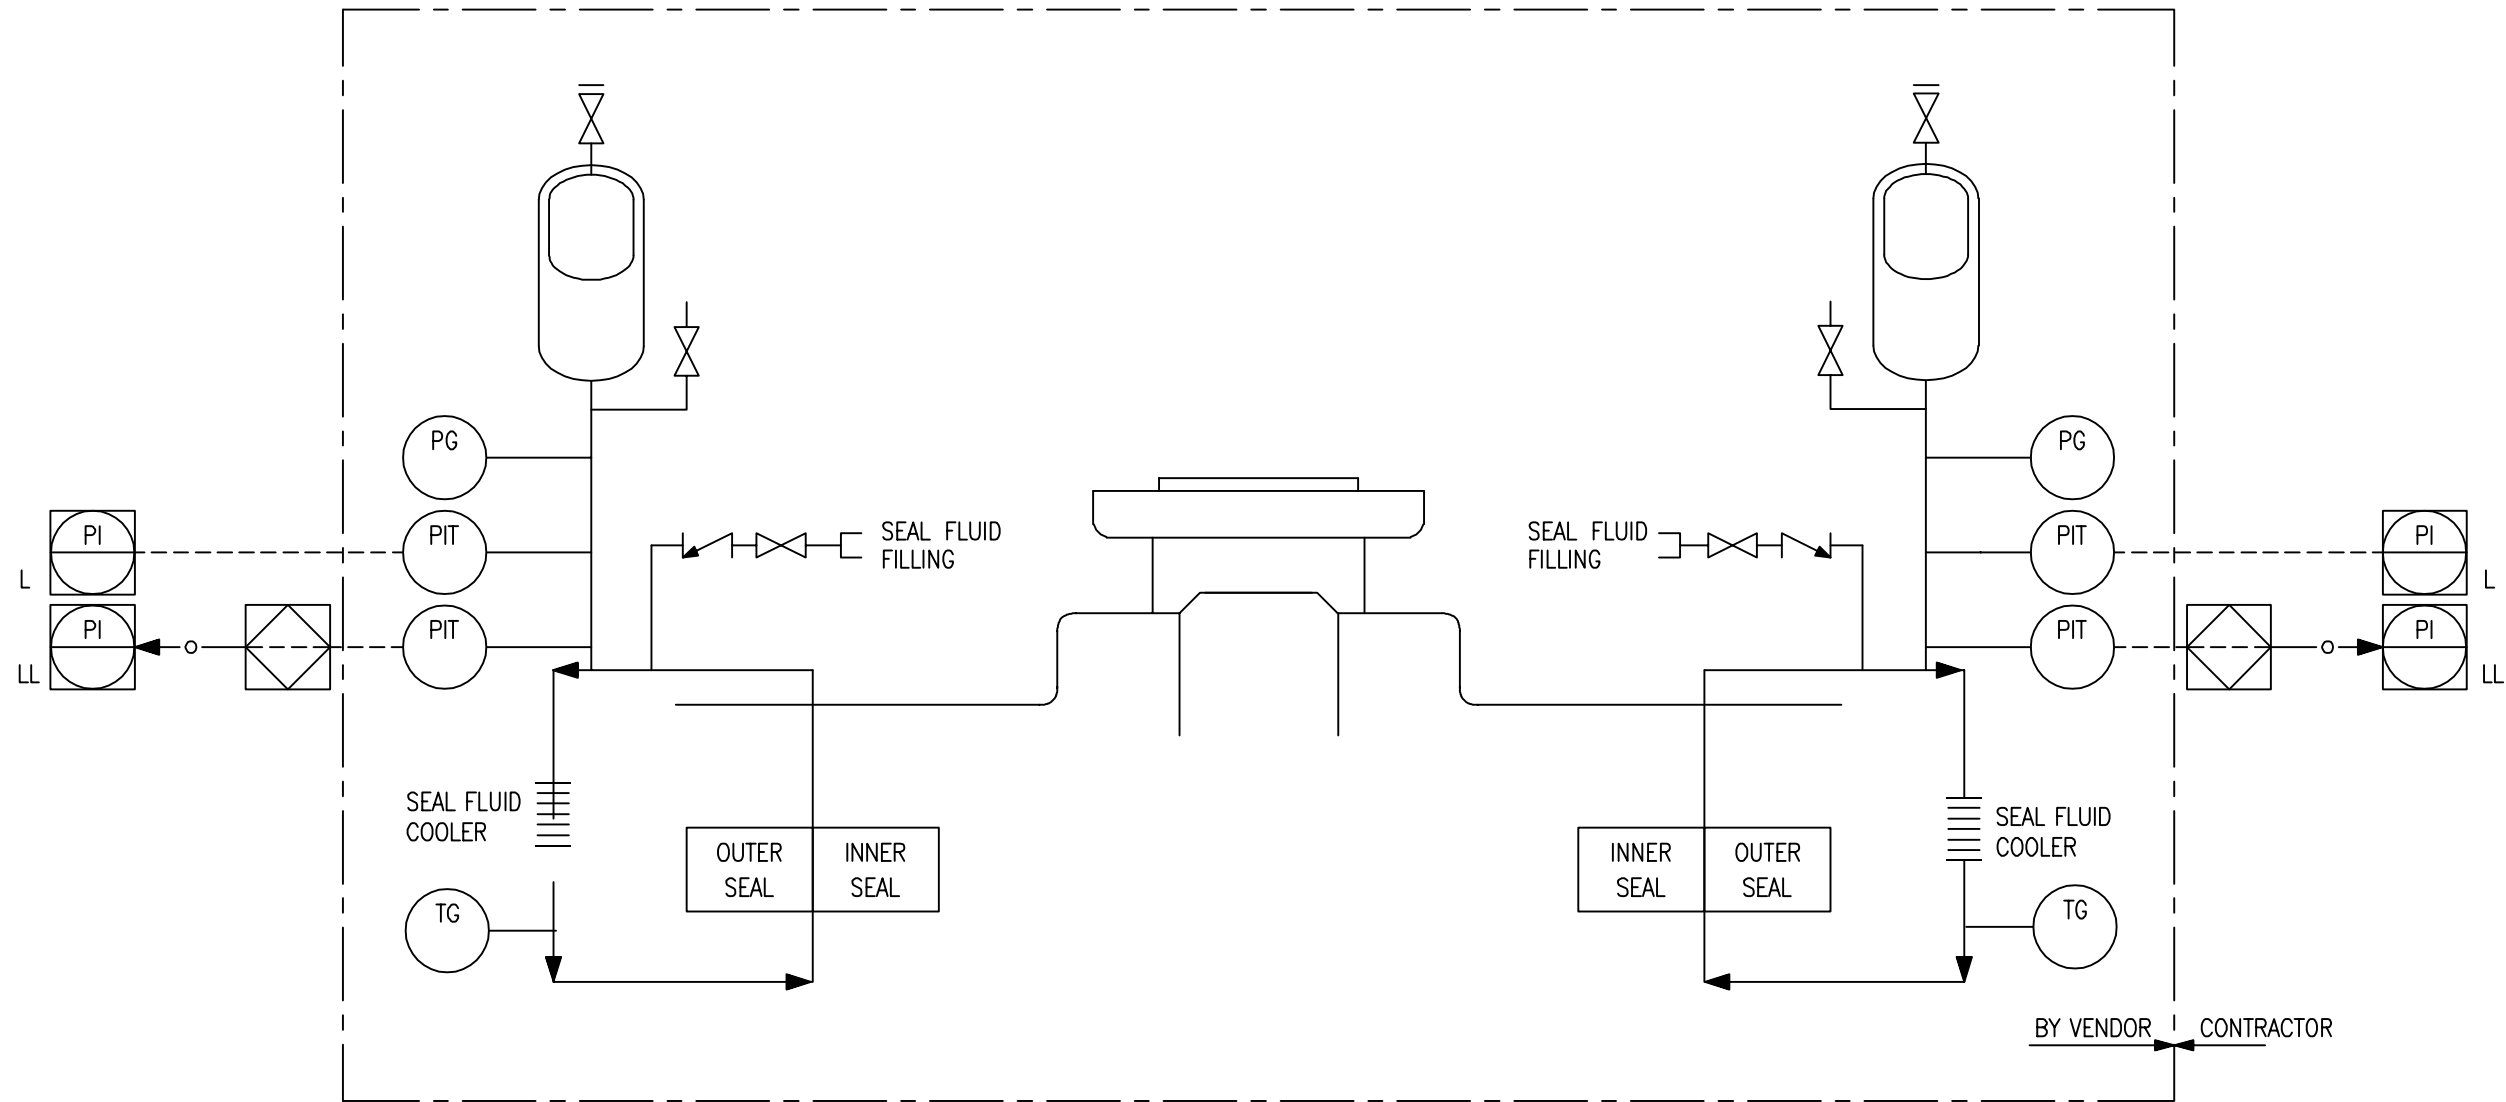 PG
PG
PI
PIT
SEAL FLUID
FILLING
SEAL FLUID
FILLING
PIT
PI
L
L
PI
PIT
PIT
PI
LL
LL
SEAL FLUID
COOLER
SEAL FLUID
COOLER
OUTER
SEAL
INNER
SEAL
INNER
SEAL
OUTER
SEAL
TG
TG
BY VENDOR
CONTRACTOR